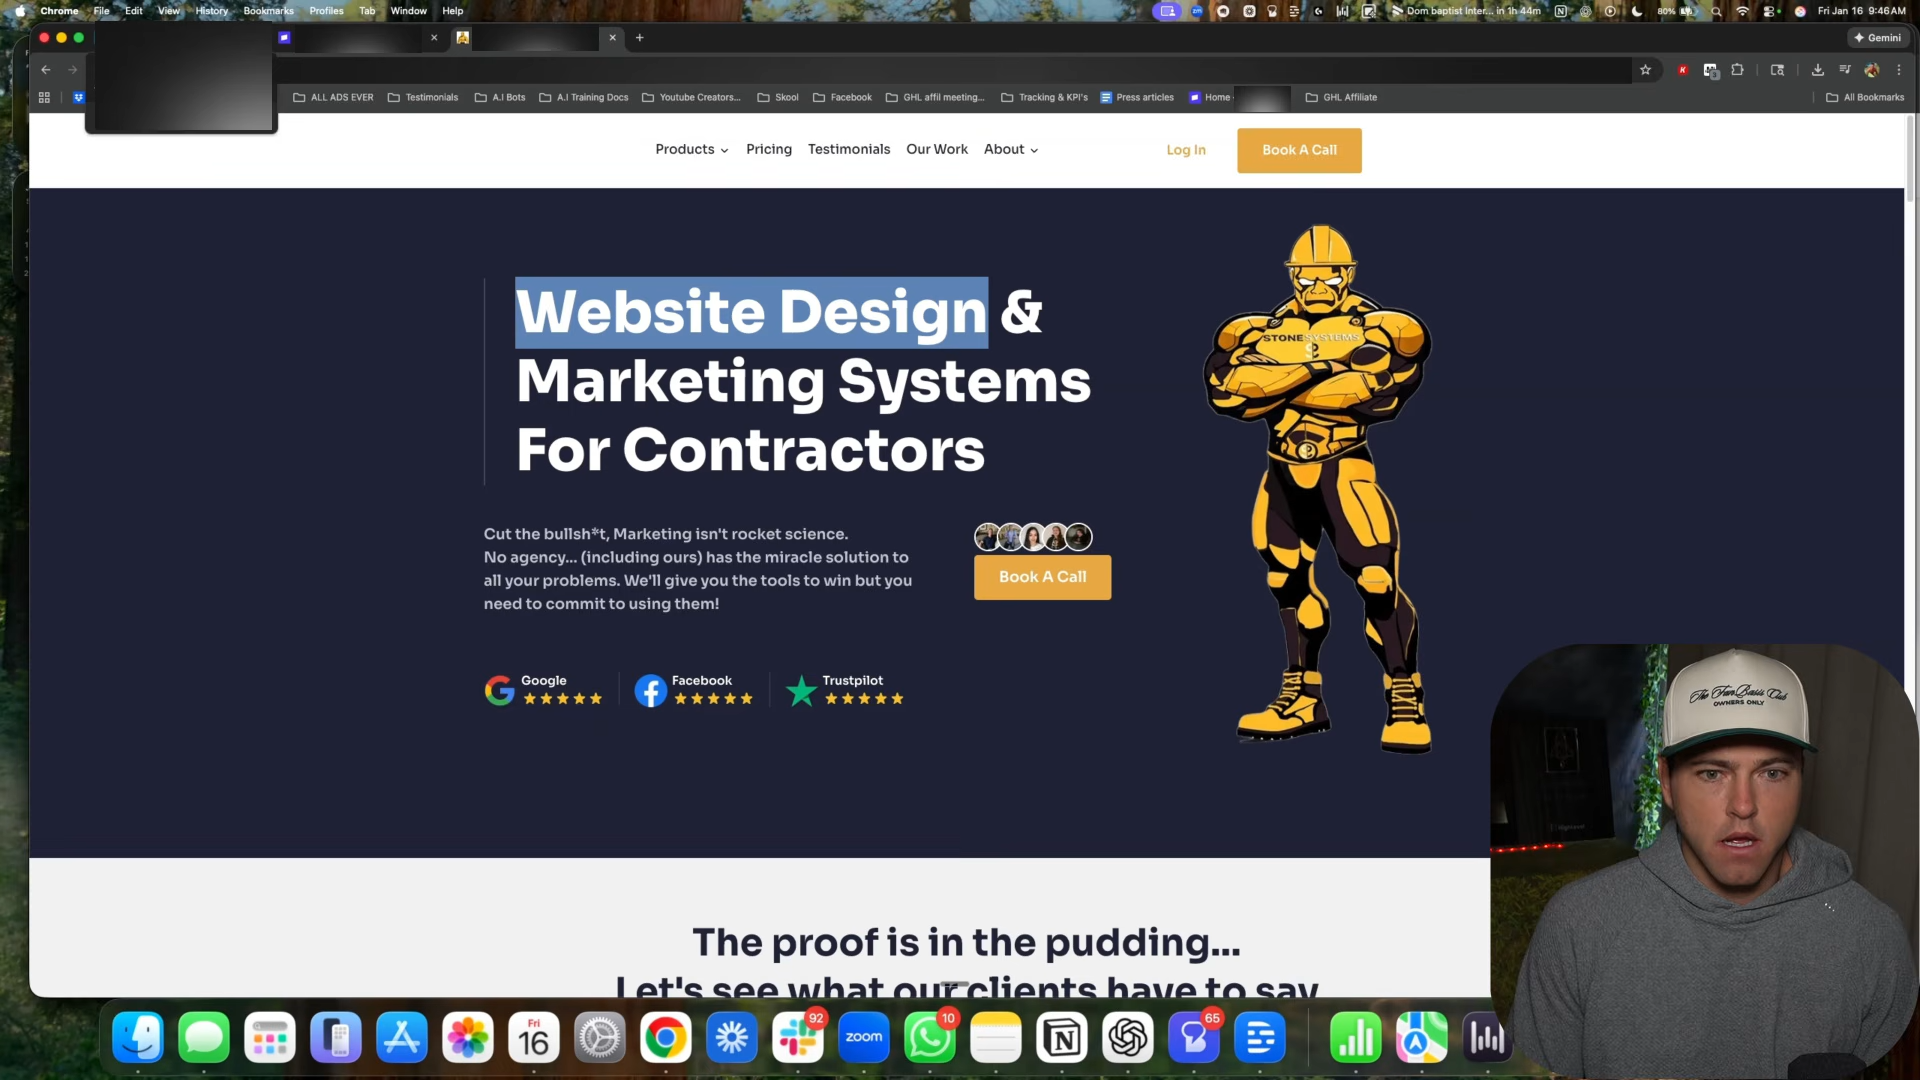 Chrome File Edit View History Bookmarks Profiles Tab Window Help
Dom baptist Inter... in 1h 44m
80%
Fri Jan 16 9:46 AM
Gemini
ALL ADS EVER Testimonials A.I Bots A.I Training Docs Youtube Creators... Skool Facebook GHL affil meeting... Tracking & KPI's Press articles Home GHL Affiliate All Bookmarks
Products Pricing Testimonials Our Work About Log In Book A Call
Website Design &
Marketing Systems
For Contractors
STONESYSTEMS
Cut the bullsh*t, Marketing isn't rocket science.
No agency... (including ours) has the miracle solution to
all your problems. We'll give you the tools to win but you
need to commit to using them!
Book A Call
Google
Facebook
Trustpilot
The proof is in the pudding...
Let's see what our clients have to say
OWNERS ONLY
Fri
16
92
zoom
10
65